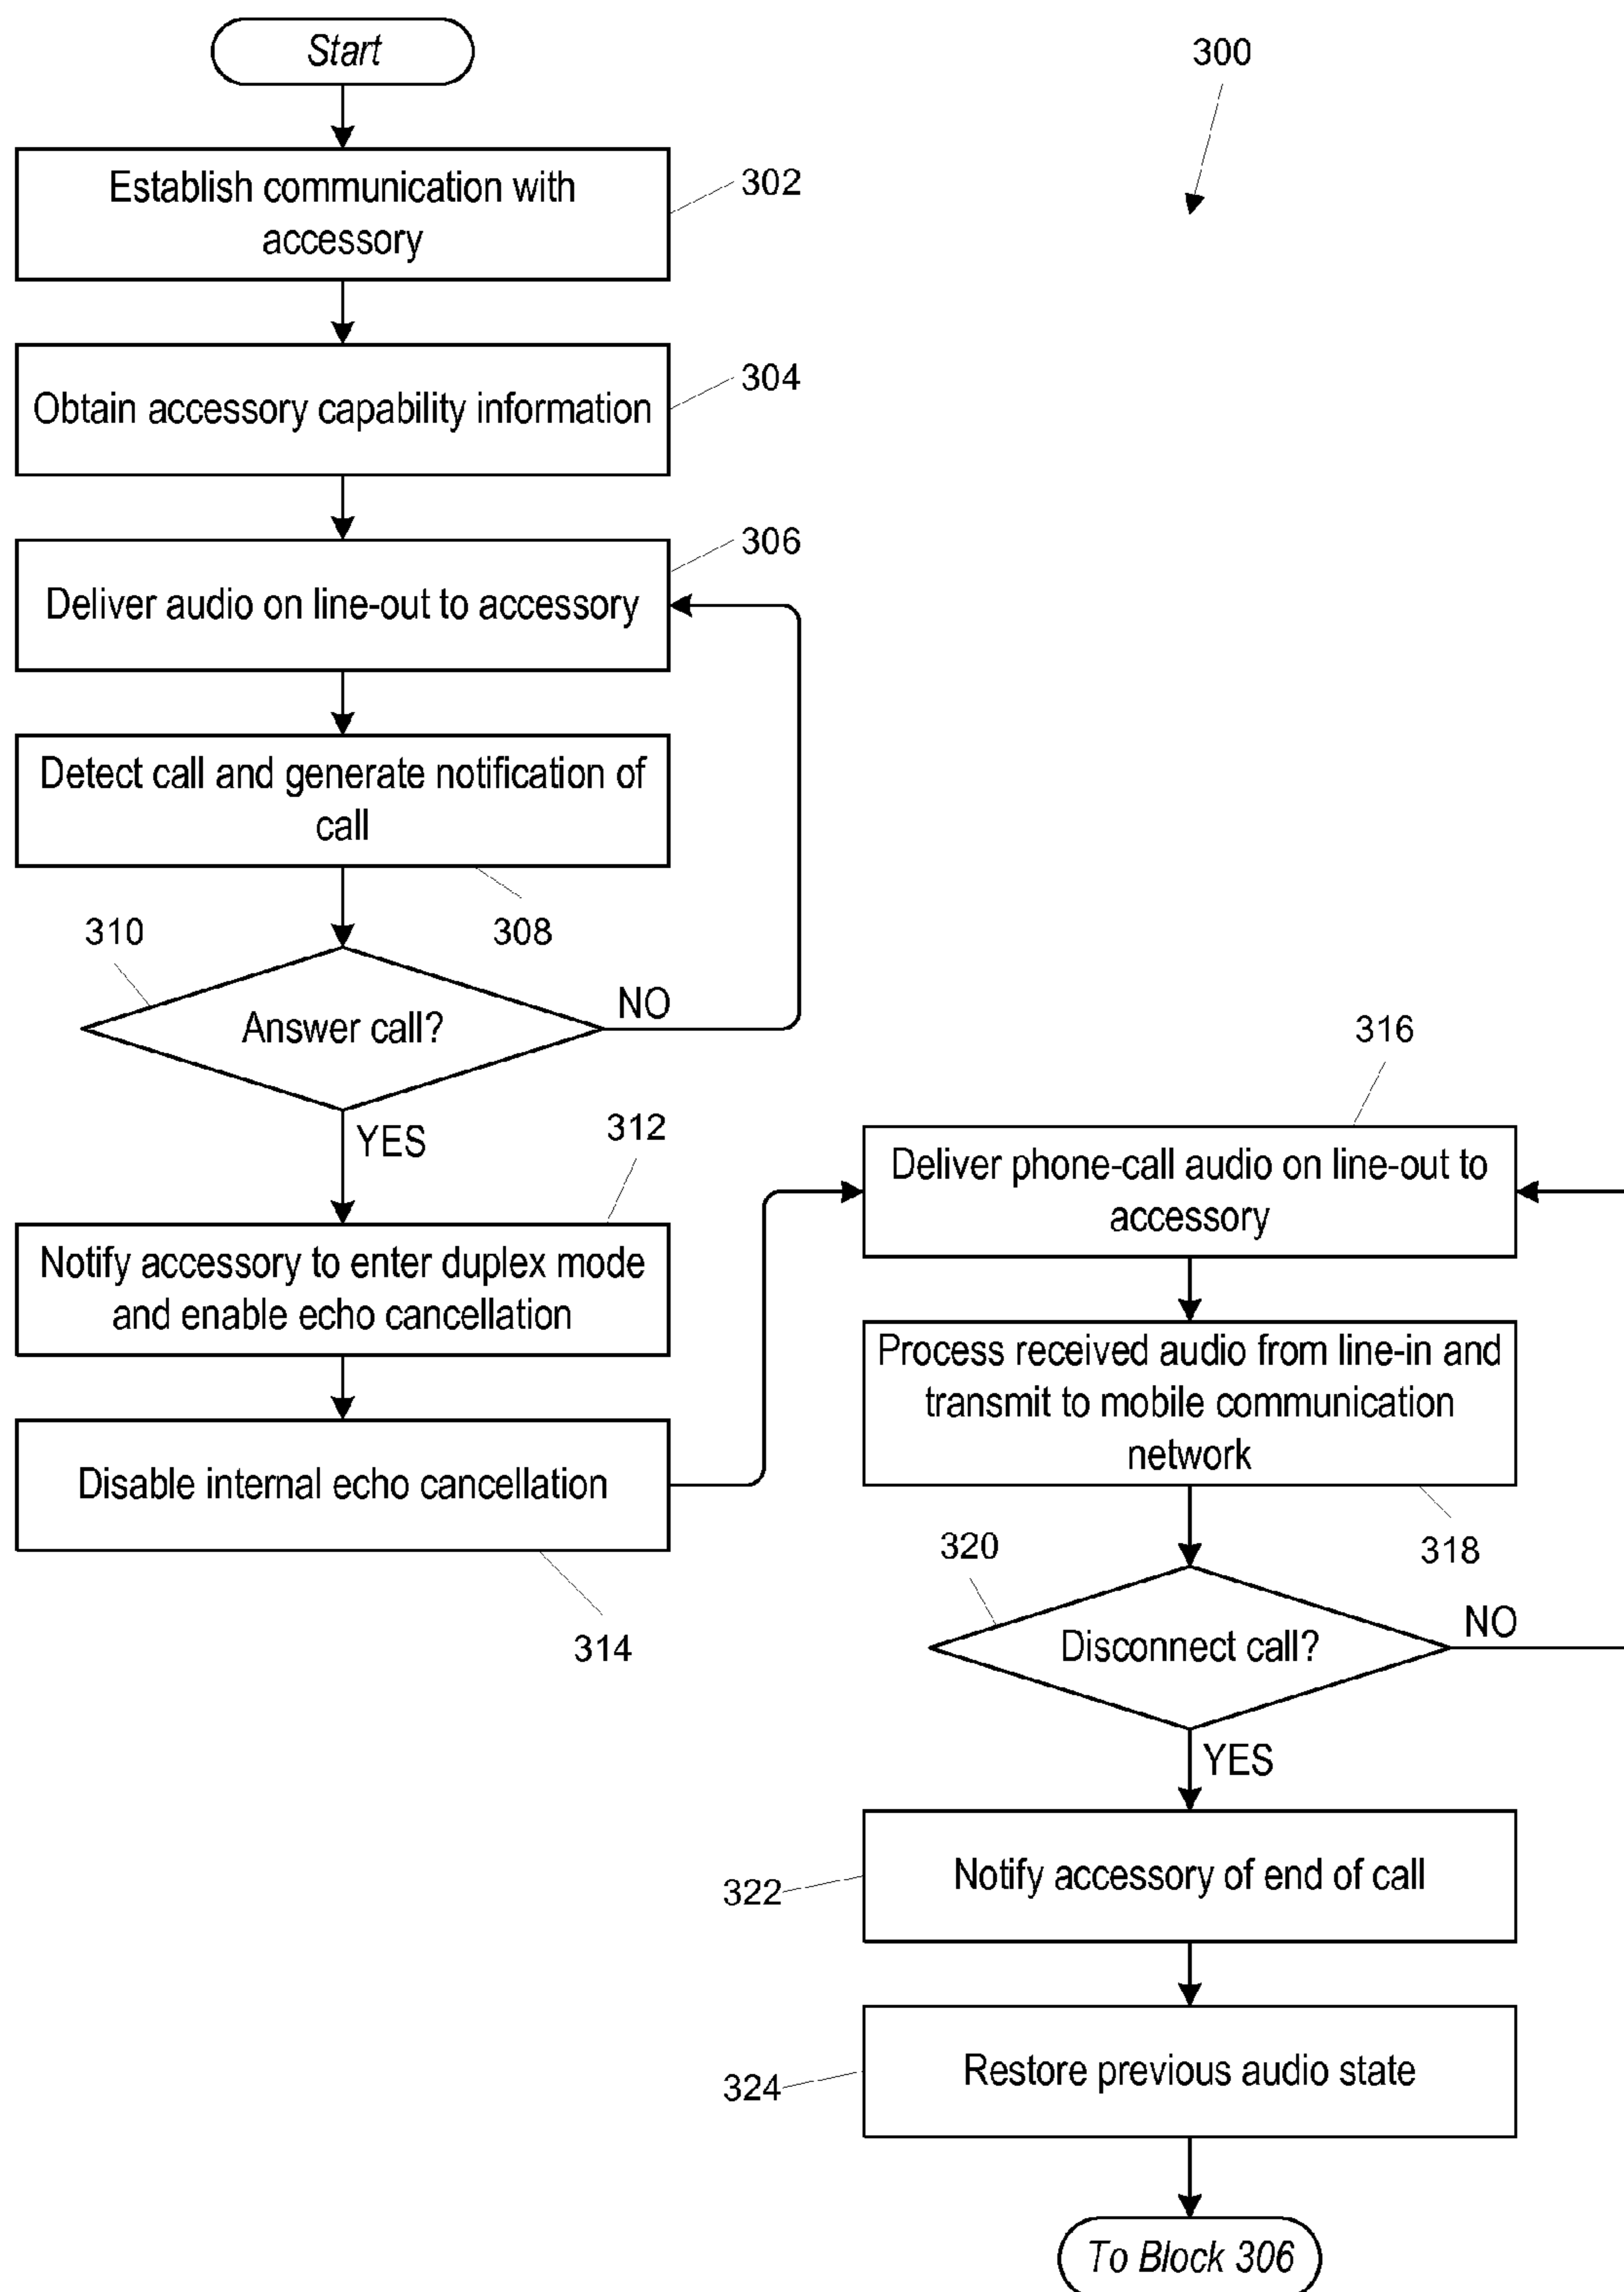 Start
300
Establish communication with
accessory
302
Obtain accessory capability information
304
Deliver audio on line-out to accessory
306
Detect call and generate notification of
call
308
310
Answer call?
NO
YES
312
Notify accessory to enter duplex mode
and enable echo cancellation
Disable internal echo cancellation
314
316
Deliver phone-call audio on line-out to
accessory
Process received audio from line-in and
transmit to mobile communication
network
318
320
Disconnect call?
NO
YES
Notify accessory of end of call
322
Restore previous audio state
324
To Block 306